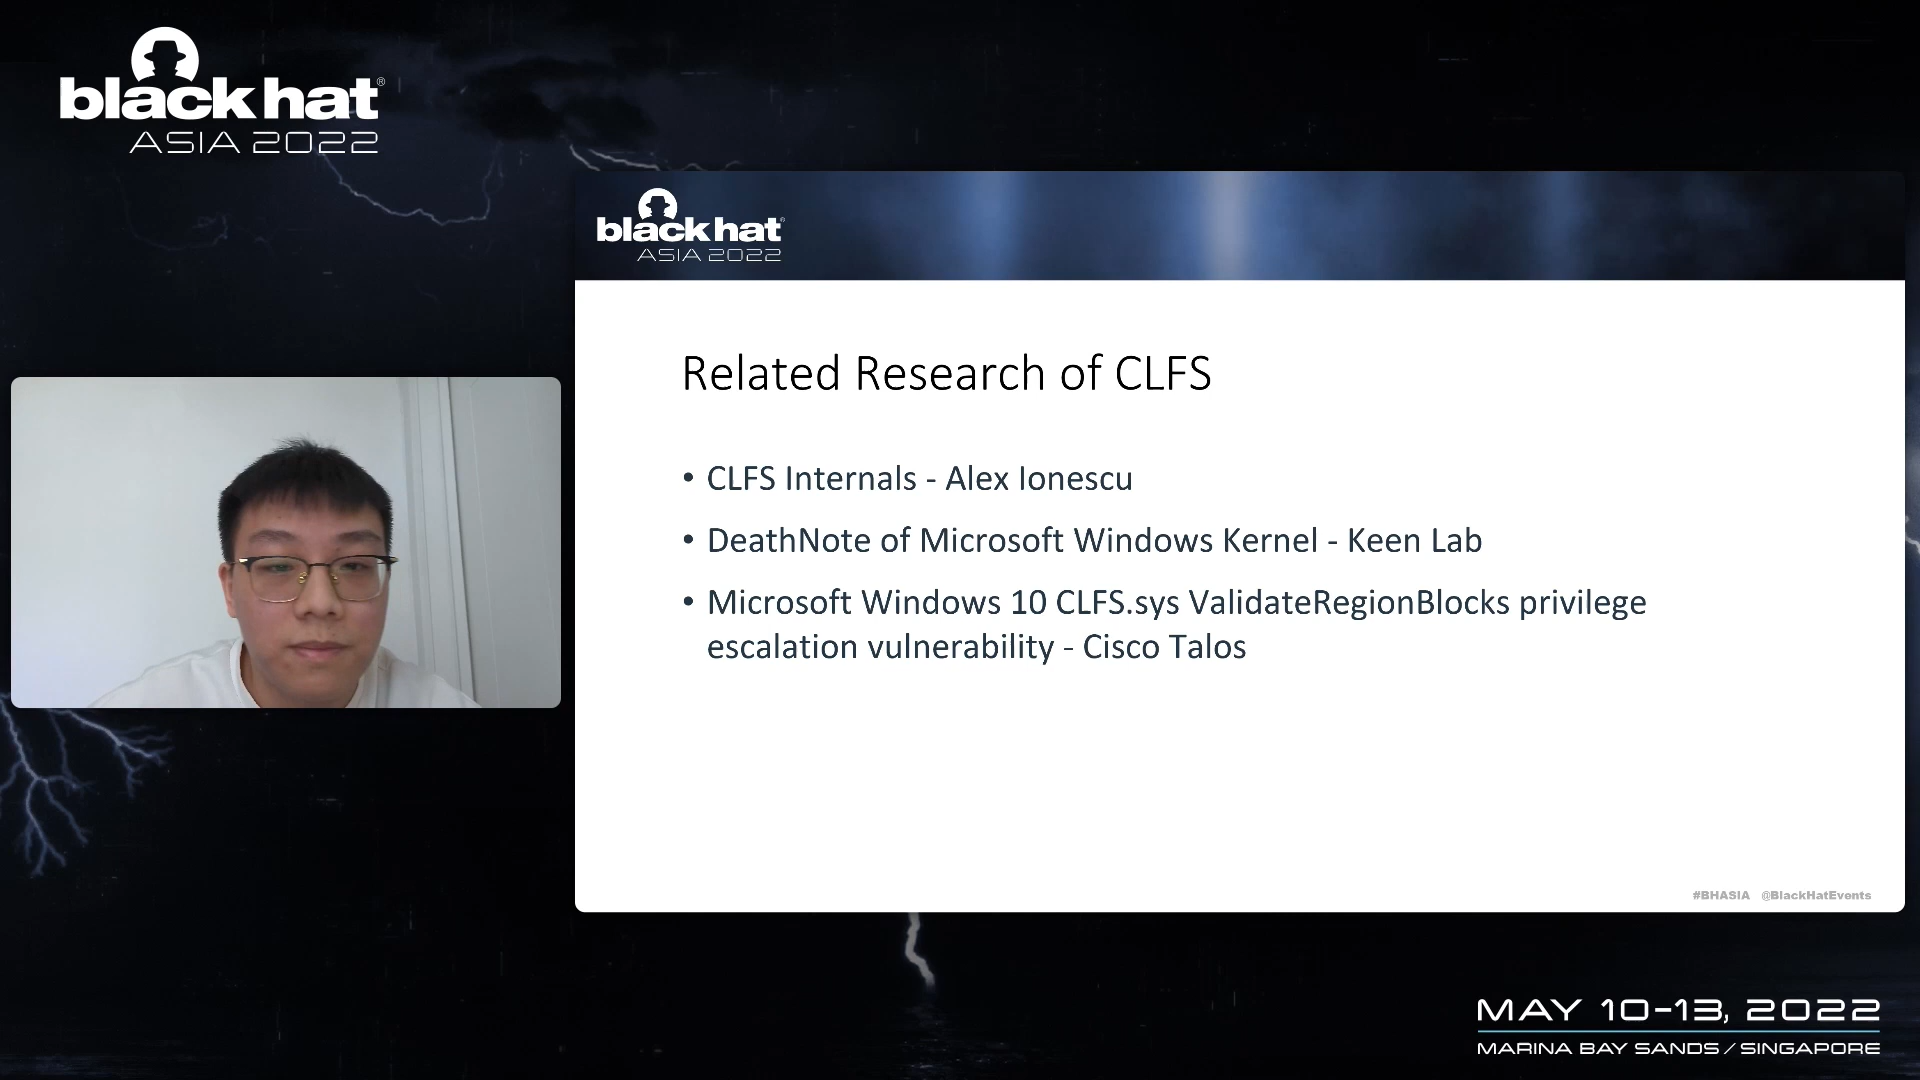 black hat®
ASIA 2022
black hat®
ASIA 2022
Related Research of CLFS
• CLFS Internals - Alex Ionescu
• DeathNote of Microsoft Windows Kernel - Keen Lab
• Microsoft Windows 10 CLFS.sys ValidateRegionBlocks privilege
escalation vulnerability - Cisco Talos
#BHASIA @BlackHatEvents
MAY 10-13, 2022
MARINA BAY SANDS / SINGAPORE